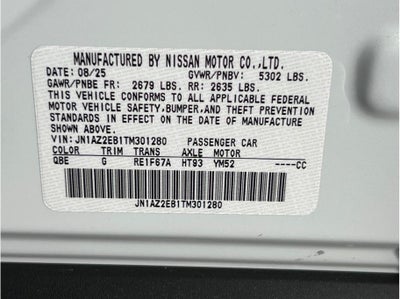 MANUFACTURED BY NISSAN MOTOR CO.,LTD.
DATE: 08/25 GVWR/PNBV: 5302 LBS.
GAWR/PNBE FR: 2679 LBS. RR: 2635 LBS.
THIS VEHICLE CONFORMS TO ALL APPLICABLE FEDERAL
MOTOR VEHICLE SAFETY,BUMPER,AND THEFT PREVENTION
STANDARDS IN EFFECT ON THE DATE OF MANUFACTURE
SHOWN ABOVE.
VIN: JN1AZ2EB1TM301280 PASSENGER CAR
COLOR TRIM TRANS AXLE MOTOR
QBE G RE1F67A HT93 YM52 ----CC
JN1AZ2EB1TM301280